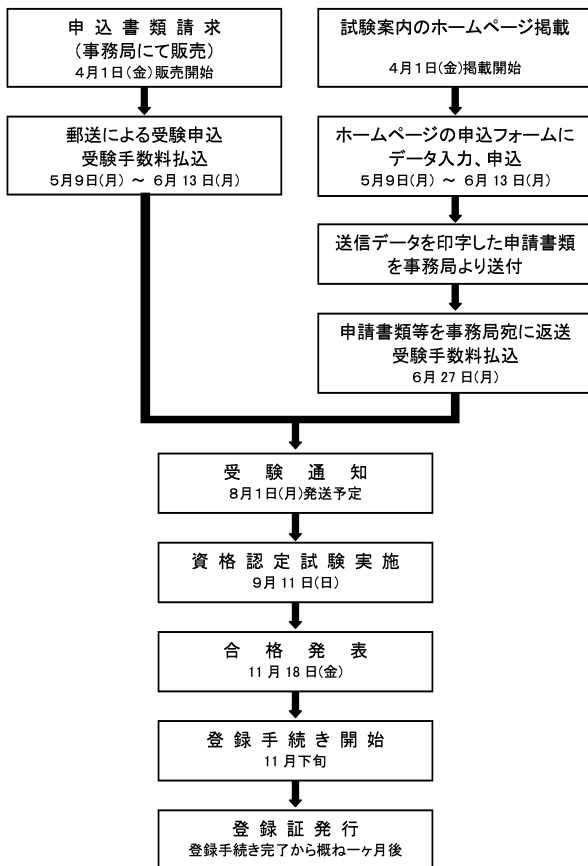 申込書類請求
(事務局にて販売)
4月1日(金)販売開始
郵送による受験申込
受験手数料払込
5月9日(月) ～ 6月13日(月)
試験案内のホームページ掲載
4月1日(金)掲載開始
ホームページの申込フォームに
データ入力、申込
5月9日(月) ～ 6月13日(月)
送信データを印字した申請書類
を事務局より送付
申請書類等を事務局宛に返送
受験手数料払込
6月27日(月)
受験通知
8月1日(月)発送予定
資格認定試験実施
9月11日(日)
合格発表
11月18日(金)
登録手続き開始
11月下旬
登録証発行
登録手続き完了から概ね一ヶ月後